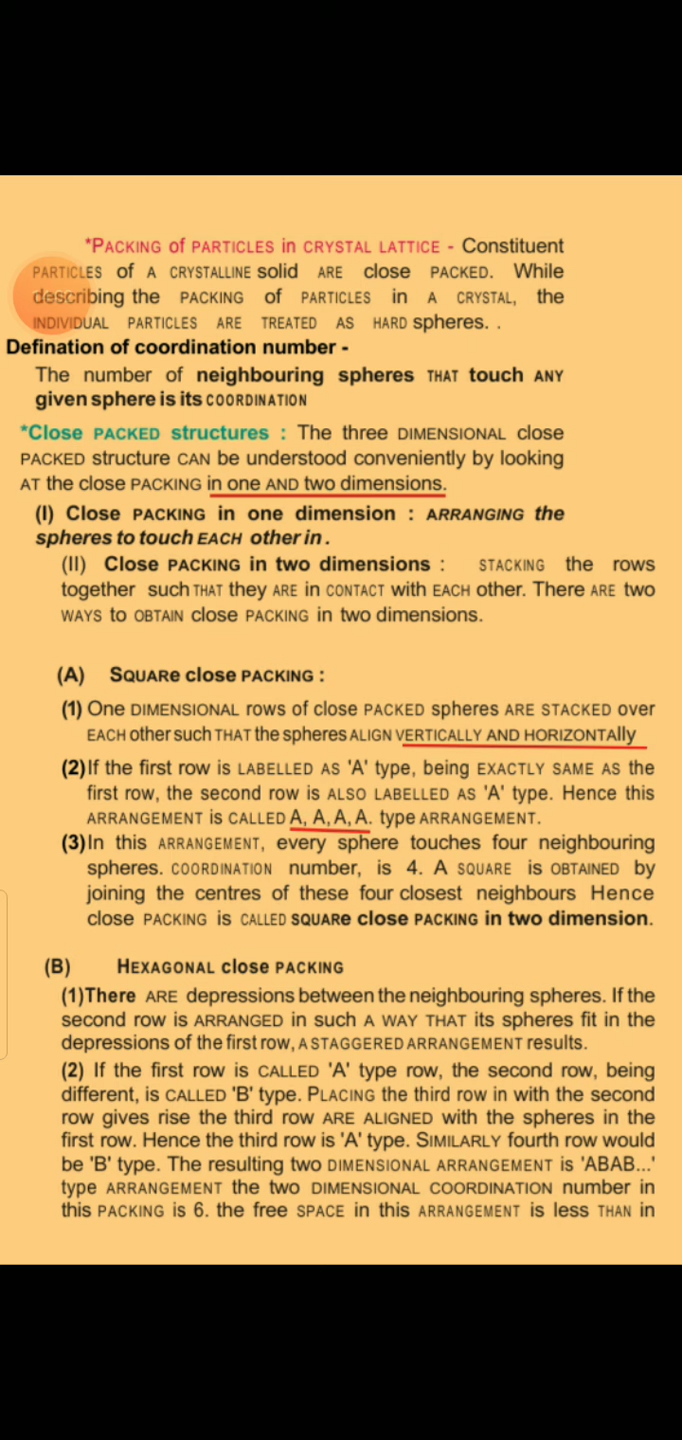 *PACKING of PARTICLES in CRYSTAL LATTICE - Constituent
PARTICLES of A CRYSTALLINE solid ARE close PACKED. While
describing the PACKING of PARTICLES in A CRYSTAL, the
INDIVIDUAL PARTICLES ARE TREATED AS HARD spheres. .
Defination of coordination number -
The number of neighbouring spheres THAT touch ANY
given sphere is its COORDINATION
*Close PACKED structures : The three DIMENSIONAL close
PACKED structure CAN be understood conveniently by looking
AT the close PACKING in one AND two dimensions.
(I) Close PACKING in one dimension : ARRANGING the
spheres to touch EACH other in .
(II) Close PACKING in two dimensions : STACKING the rows
together such THAT they ARE in CONTACT with EACH other. There ARE two
WAYS to OBTAIN close PACKING in two dimensions.
(A) SQUARe close PACKING :
(1) One DIMENSIONAL rows of close PACKED spheres ARE STACKED over
EACH other such THAT the spheres ALIGN VERTICALLY AND HORIZONTAlly
(2)If the first row is LABELLED AS 'A' type, being EXACTLY SAME AS the
first row, the second row is ALSO LABELLED AS 'A' type. Hence this
ARRANGEMENT is CALLED A, A, A, A. type ARRANGEMENT.
(3)In this ARRANGEMENT, every sphere touches four neighbouring
spheres. COORDINATION number, is 4. A SQUARE is OBTAINED by
joining the centres of these four closest neighbours Hence
close PACKING is CALLED SQUARe close PACKING in two dimension.
(B) HEXAGONAL close PACKING
(1)There ARE depressions between the neighbouring spheres. If the
second row is ARRANGED in such A WAY THAT its spheres fit in the
depressions of the first row, A STAGGERED ARRANGEMENT results.
(2) If the first row is CALLED 'A' type row, the second row, being
different, is CALLED 'B' type. PLACING the third row in with the second
row gives rise the third row ARE ALIGNED with the spheres in the
first row. Hence the third row is 'A' type. SIMILARLY fourth row would
be 'B' type. The resulting two DIMENSIONAL ARRANGEMENT is 'ABAB...'
type ARRANGEMENT the two DIMENSIONAL COORDINATION number in
this PACKING is 6. the free SPACE in this ARRANGEMENT is less THAN in